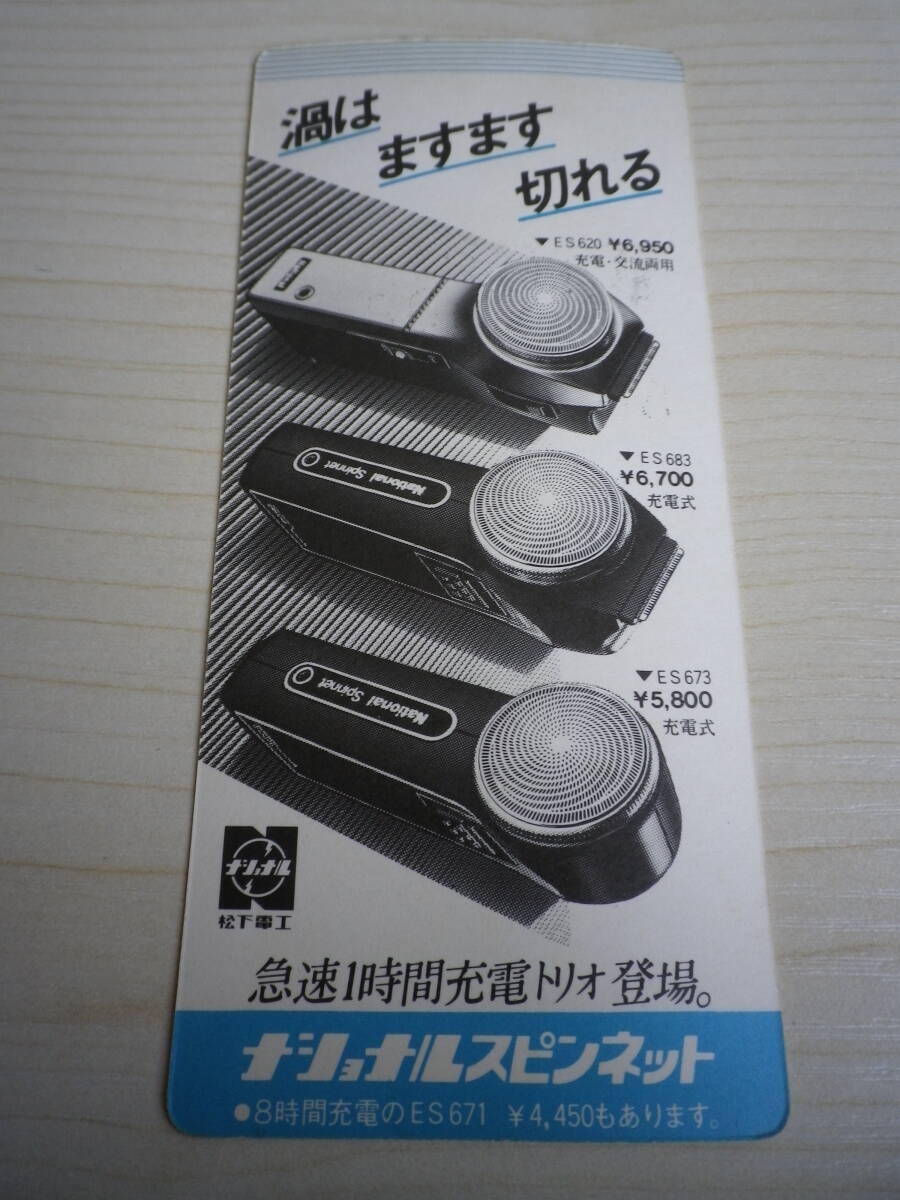 渦は
ますます
切れる
▼ES620 ¥6,950
充電・交流両用
National Spinnet
▼ES683
¥6,700
充電式
National Spinnet
▼ES673
¥5,800
充電式
ナショナル
松下電工
急速1時間充電トリオ登場。
ナショナルスピンネット
●8時間充電のES671 ¥4,450もあります。